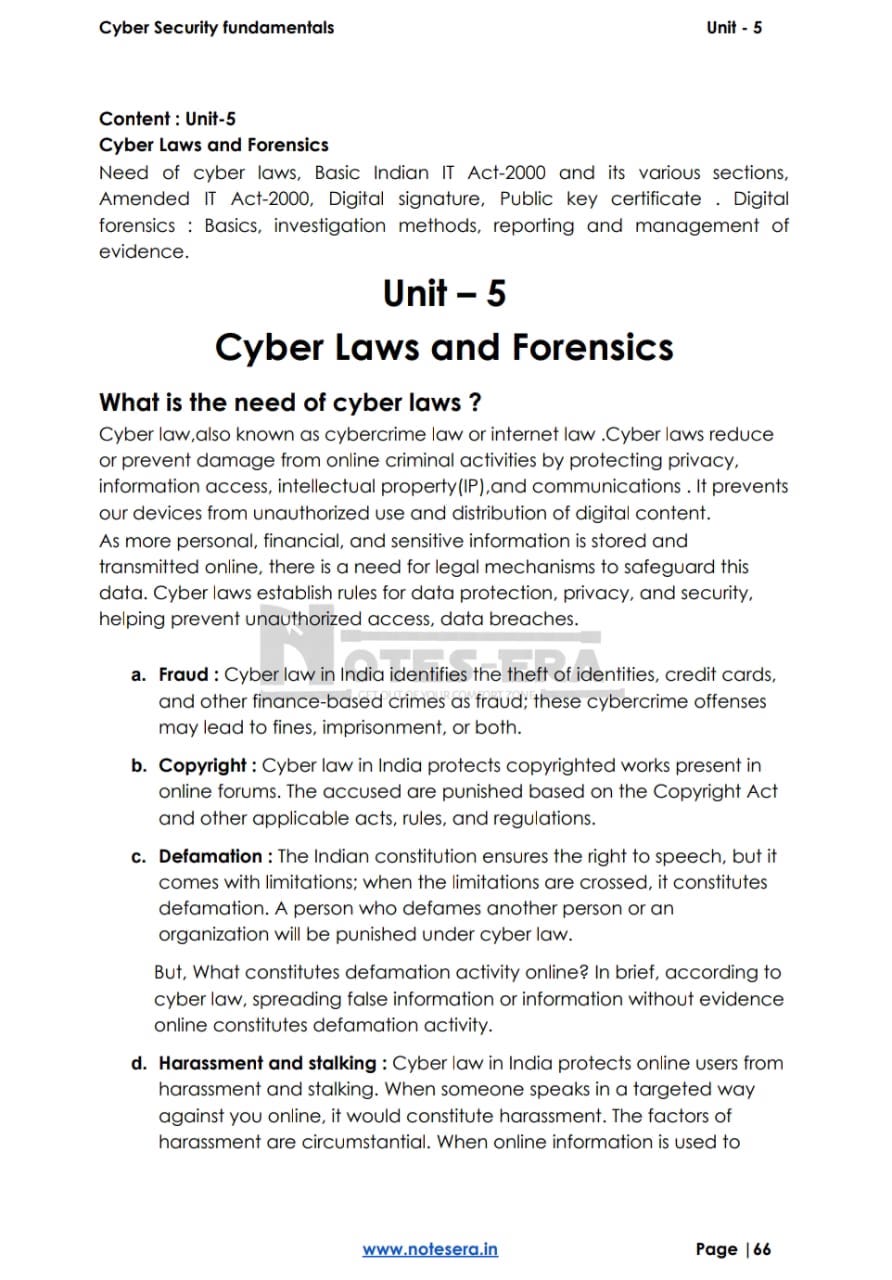 Cyber Security fundamentals Unit - 5
Content : Unit-5
Cyber Laws and Forensics
Need of cyber laws, Basic Indian IT Act-2000 and its various sections,
Amended IT Act-2000, Digital signature, Public key certificate . Digital
forensics : Basics, investigation methods, reporting and management of
evidence.
Unit – 5
Cyber Laws and Forensics
What is the need of cyber laws ?
Cyber law,also known as cybercrime law or internet law .Cyber laws reduce
or prevent damage from online criminal activities by protecting privacy,
information access, intellectual property(IP),and communications . It prevents
our devices from unauthorized use and distribution of digital content.
As more personal, financial, and sensitive information is stored and
transmitted online, there is a need for legal mechanisms to safeguard this
data. Cyber laws establish rules for data protection, privacy, and security,
helping prevent unauthorized access, data breaches.
NOTES-ERA
GET OUT OF YOUR COMFORT ZONE
a. Fraud : Cyber law in India identifies the theft of identities, credit cards,
and other finance-based crimes as fraud; these cybercrime offenses
may lead to fines, imprisonment, or both.
b. Copyright : Cyber law in India protects copyrighted works present in
online forums. The accused are punished based on the Copyright Act
and other applicable acts, rules, and regulations.
c. Defamation : The Indian constitution ensures the right to speech, but it
comes with limitations; when the limitations are crossed, it constitutes
defamation. A person who defames another person or an
organization will be punished under cyber law.
But, What constitutes defamation activity online? In brief, according to
cyber law, spreading false information or information without evidence
online constitutes defamation activity.
d. Harassment and stalking : Cyber law in India protects online users from
harassment and stalking. When someone speaks in a targeted way
against you online, it would constitute harassment. The factors of
harassment are circumstantial. When online information is used to
www.notesera.in Page |66